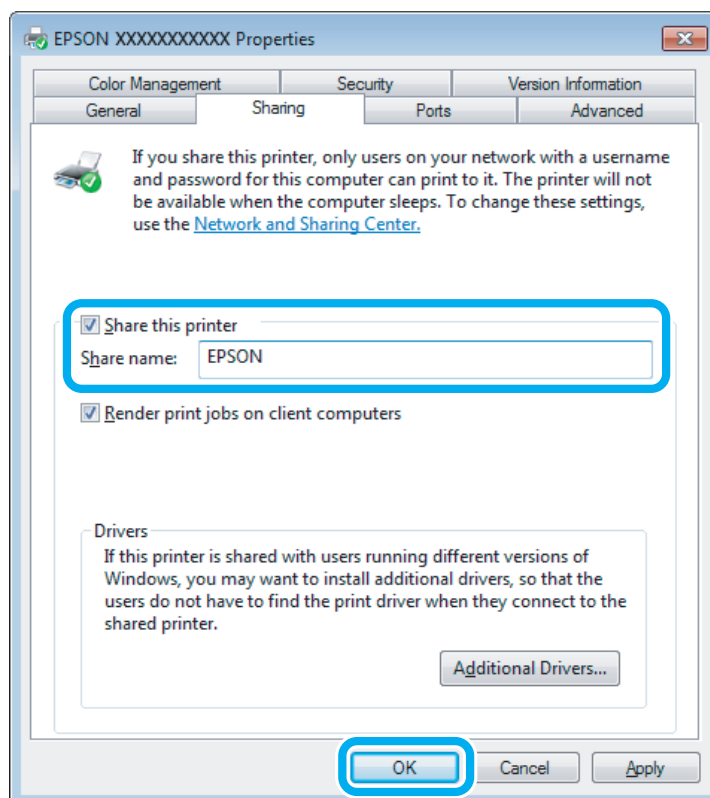 EPSON XXXXXXXXXXX Properties
Color Management Security Version Information
General Sharing Ports Advanced
If you share this printer, only users on your network with a username
and password for this computer can print to it. The printer will not
be available when the computer sleeps. To change these settings,
use the Network and Sharing Center.
Share this printer
Share name: EPSON
Render print jobs on client computers
Drivers
If this printer is shared with users running different versions of
Windows, you may want to install additional drivers, so that the
users do not have to find the print driver when they connect to the
shared printer.
Additional Drivers...
OK Cancel Apply